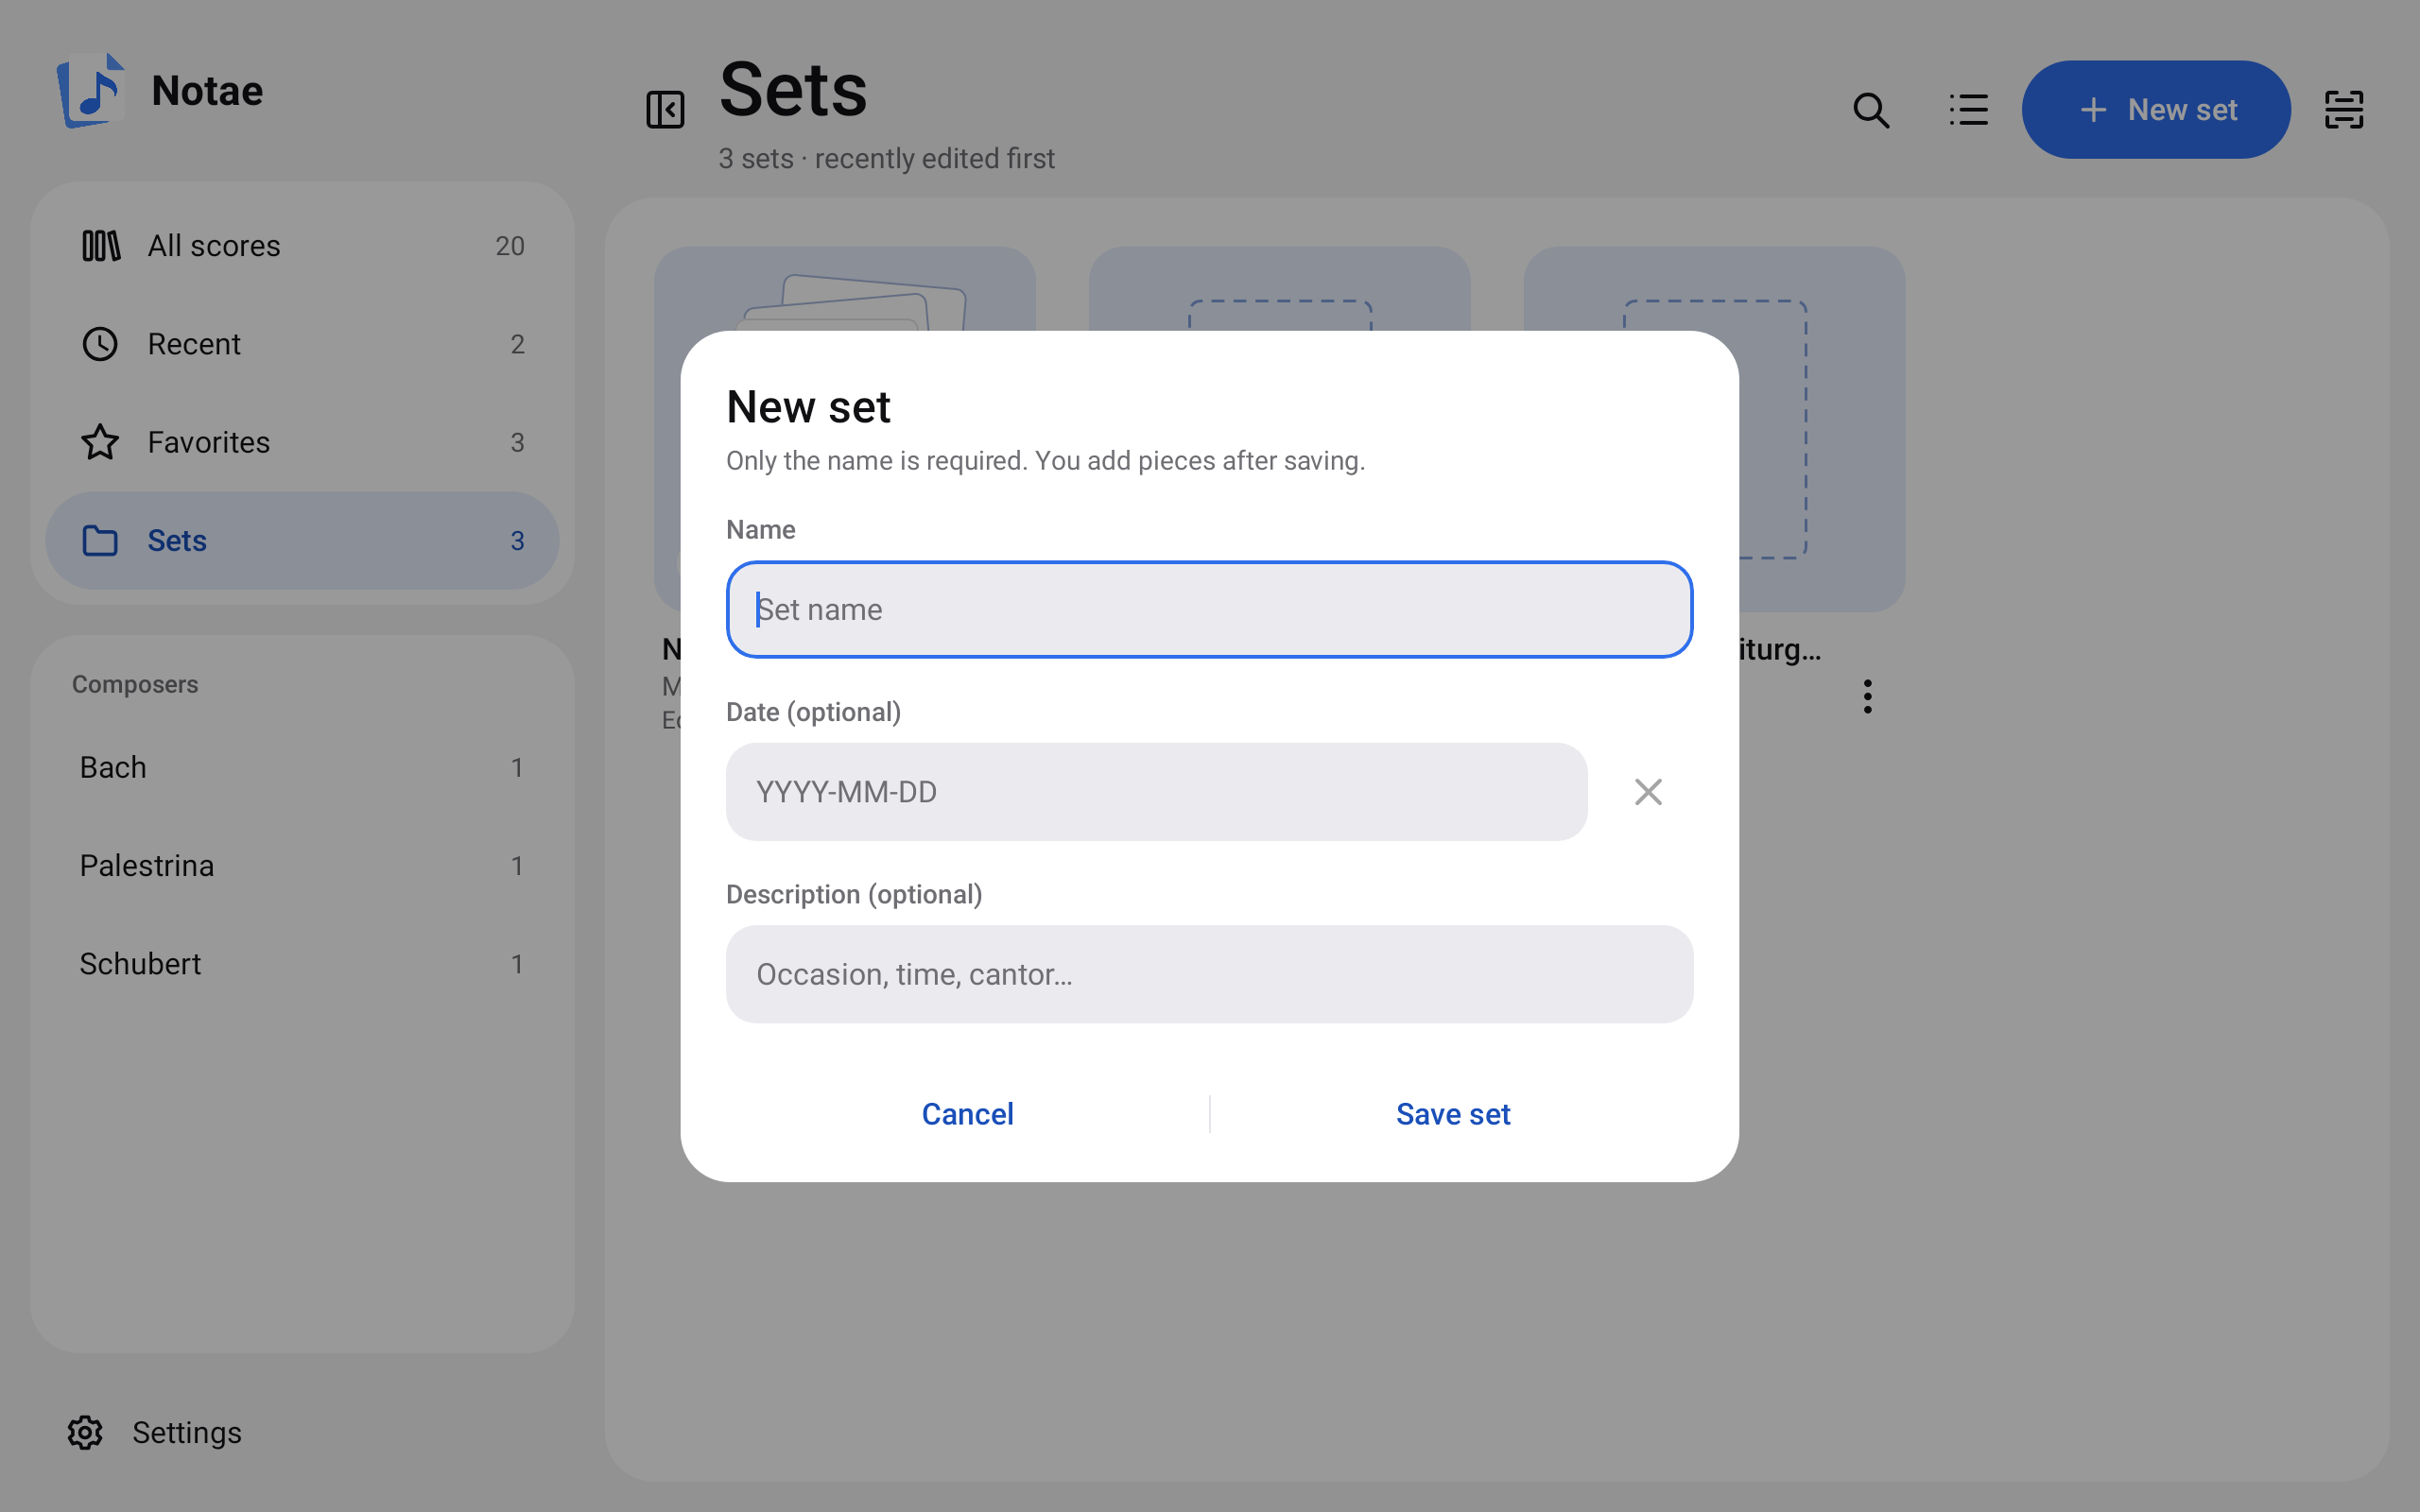 Notae
All scores 20
Recent 2
Favorites 3
Sets 3
Composers
Bach 1
Palestrina 1
Schubert 1
Settings
Sets
3 sets · recently edited first
New set
New set
Only the name is required. You add pieces after saving.
Name
Set name
Date (optional)
YYYY-MM-DD
Description (optional)
Occasion, time, cantor…
Cancel
Save set